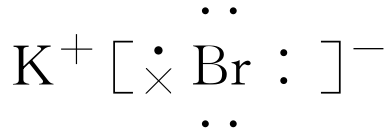 K⁺ [ ·× Br : ]⁻